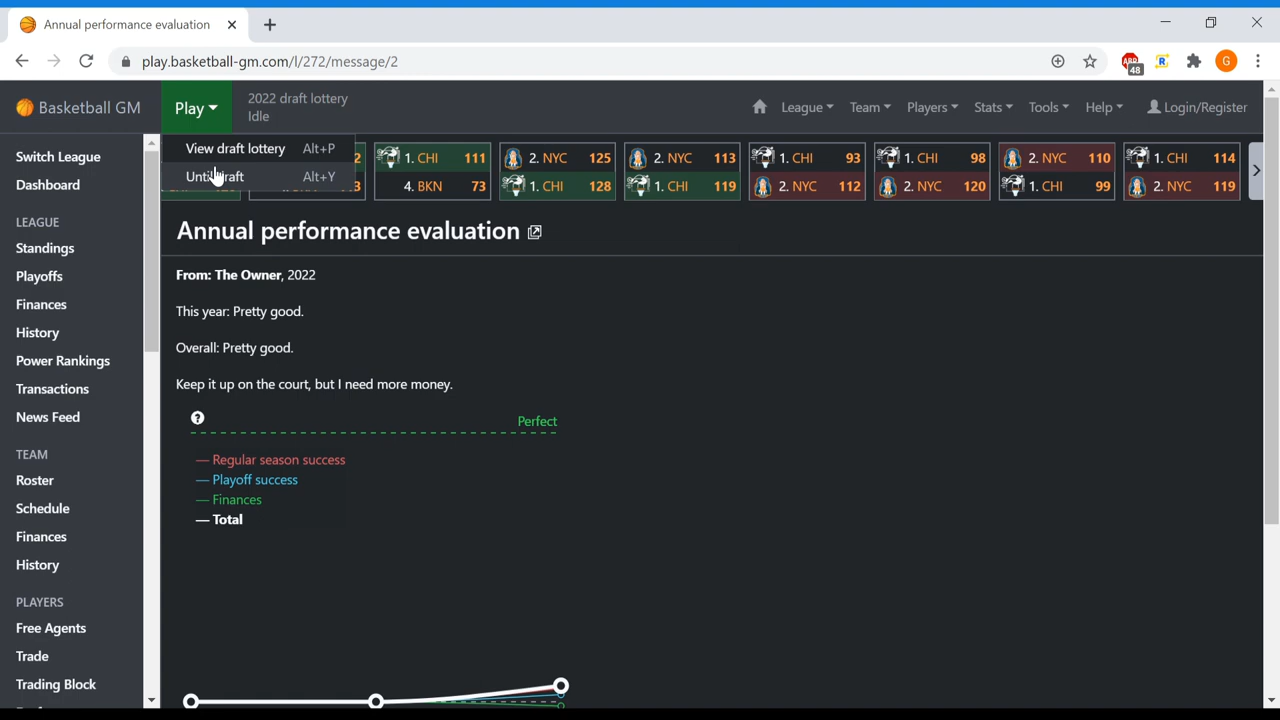 Annual performance evaluation
play.basketball-gm.com/l/272/message/2
ABP
48
R
G
Basketball GM
Play
2022 draft lottery
Idle
League
Team
Players
Stats
Tools
Help
Login/Register
View draft lottery Alt+P
Until draft Alt+Y
1. CHI 111
4. BKN 73
2. NYC 125
1. CHI 128
2. NYC 113
1. CHI 119
1. CHI 93
2. NYC 112
1. CHI 98
2. NYC 120
2. NYC 110
1. CHI 99
1. CHI 114
2. NYC 119
Switch League
Dashboard
LEAGUE
Standings
Playoffs
Finances
History
Power Rankings
Transactions
News Feed
TEAM
Roster
Schedule
Finances
History
PLAYERS
Free Agents
Trade
Trading Block
Annual performance evaluation
From: The Owner, 2022
This year: Pretty good.
Overall: Pretty good.
Keep it up on the court, but I need more money.
?
Perfect
— Regular season success
— Playoff success
— Finances
— Total